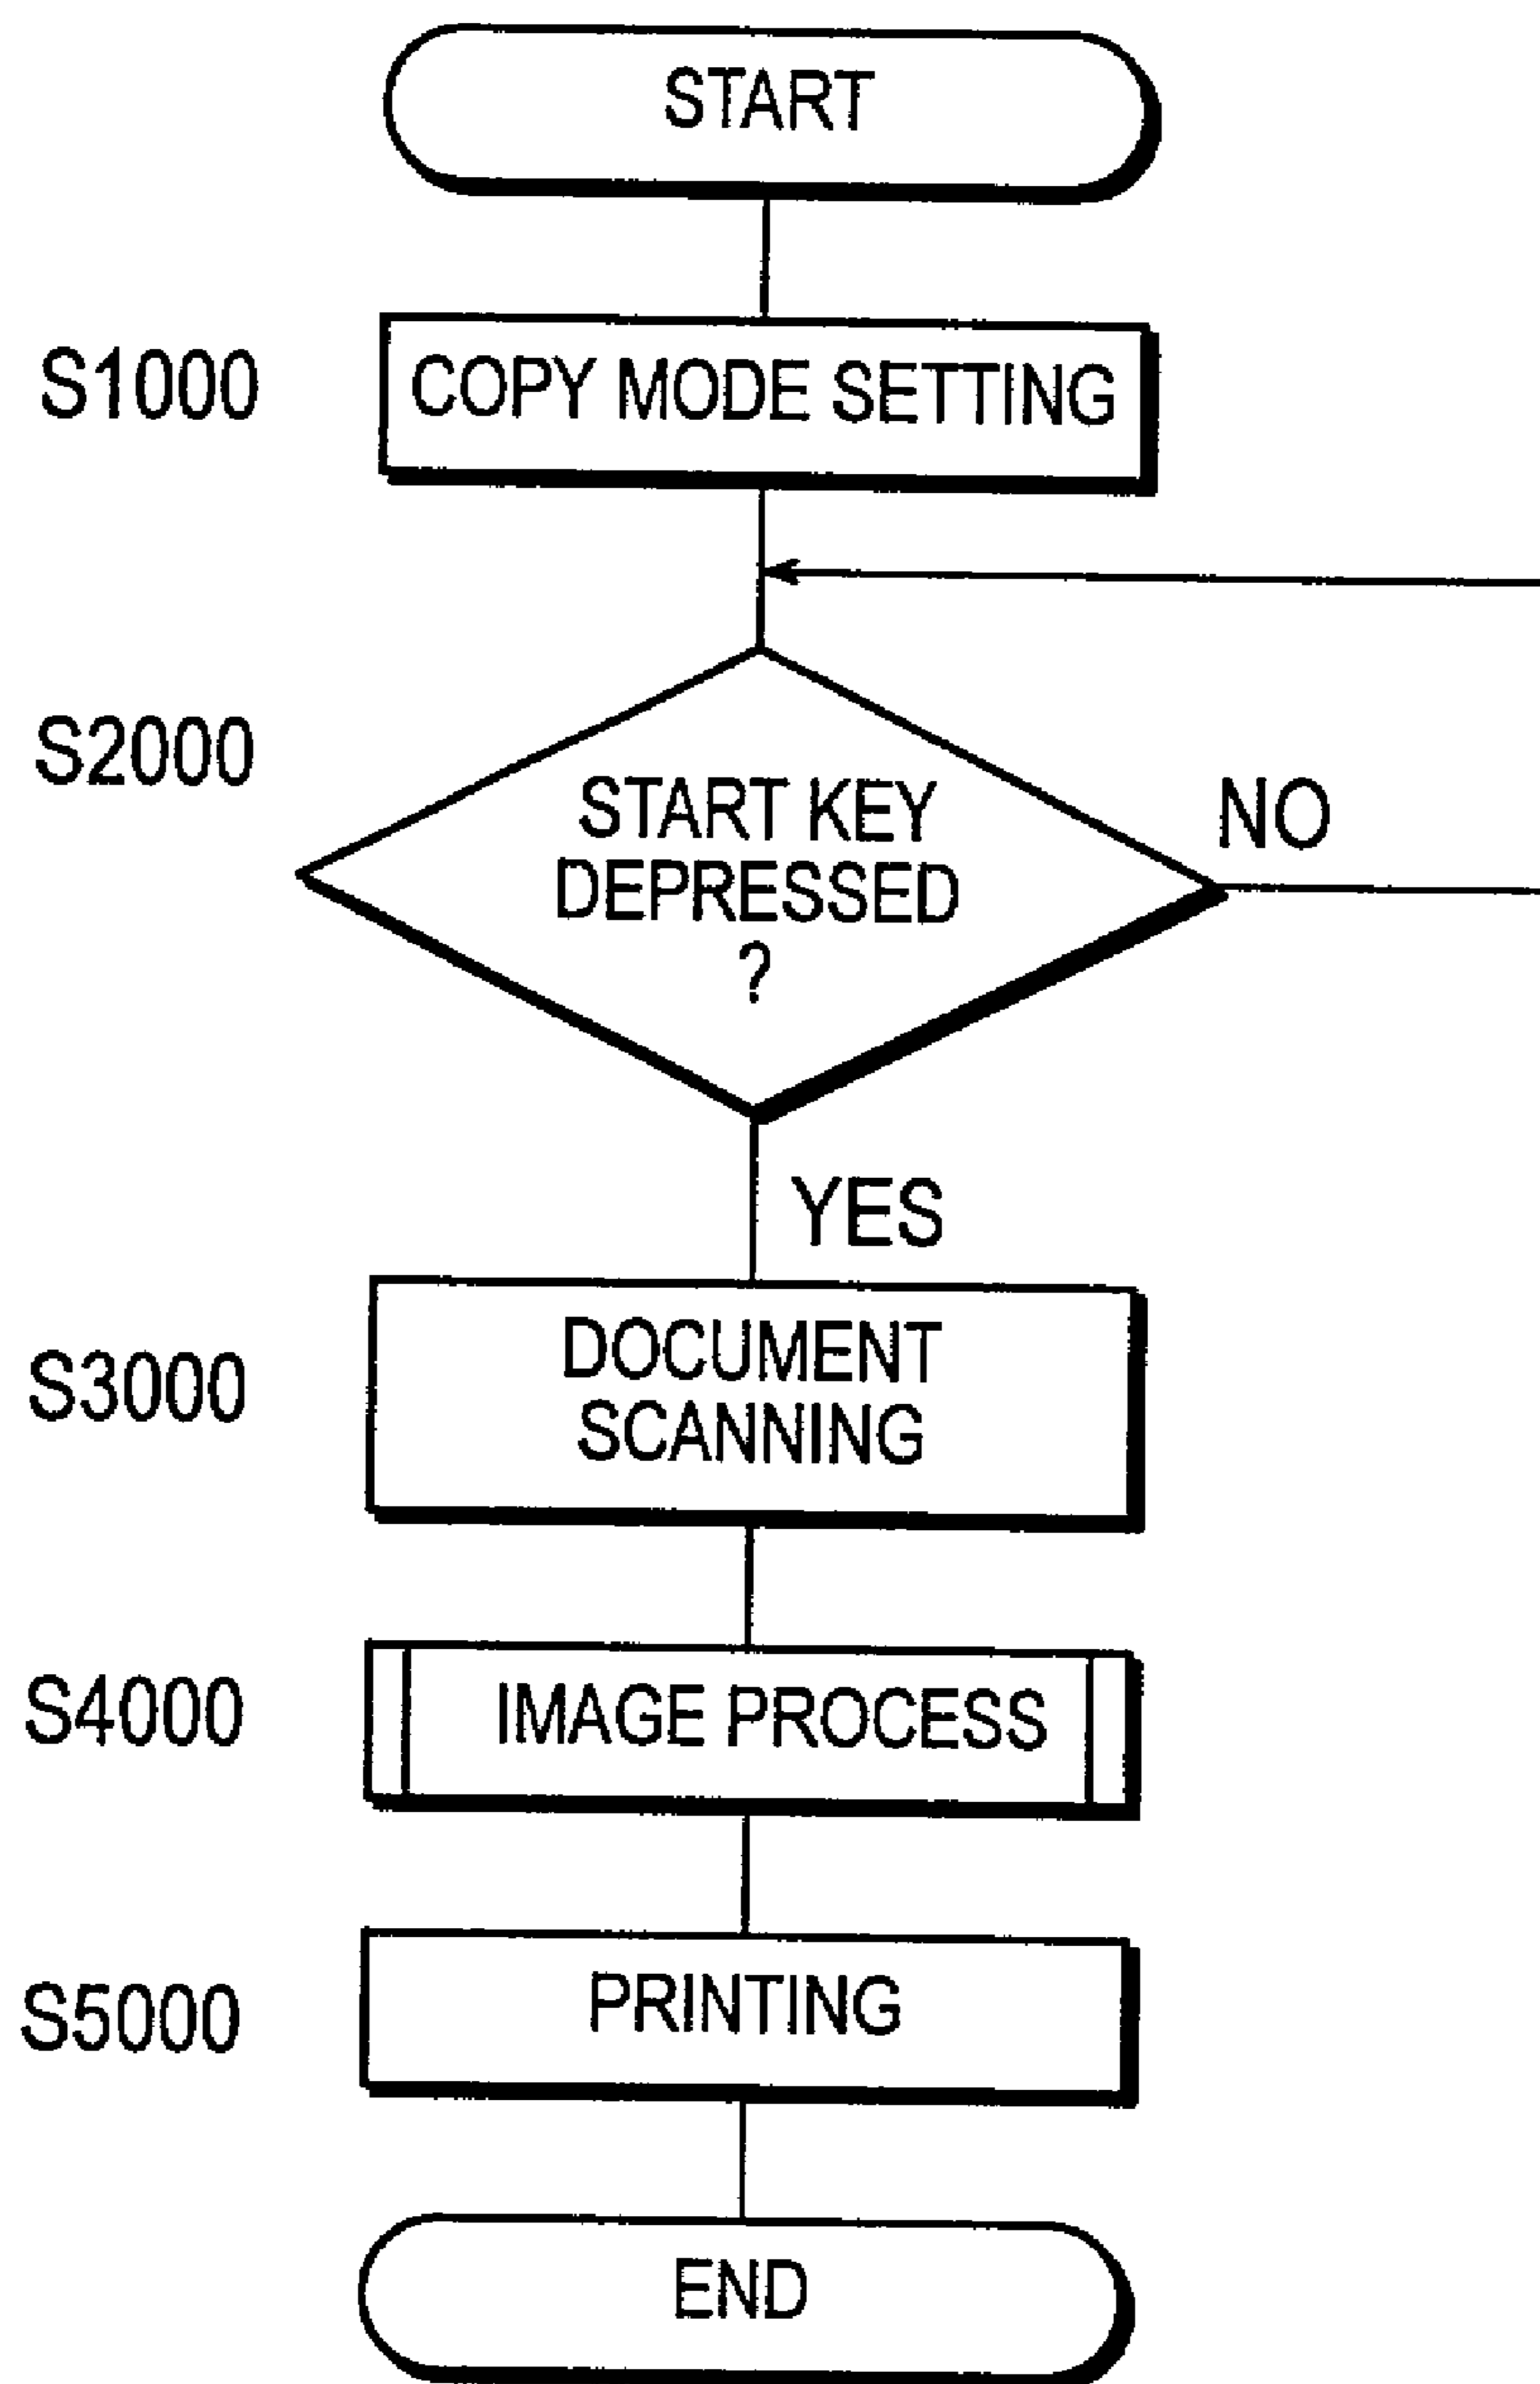 START
S1000
COPY MODE SETTING
S2000
START KEY
DEPRESSED
?
NO
YES
S3000
DOCUMENT
SCANNING
S4000
IMAGE PROCESS
S5000
PRINTING
END